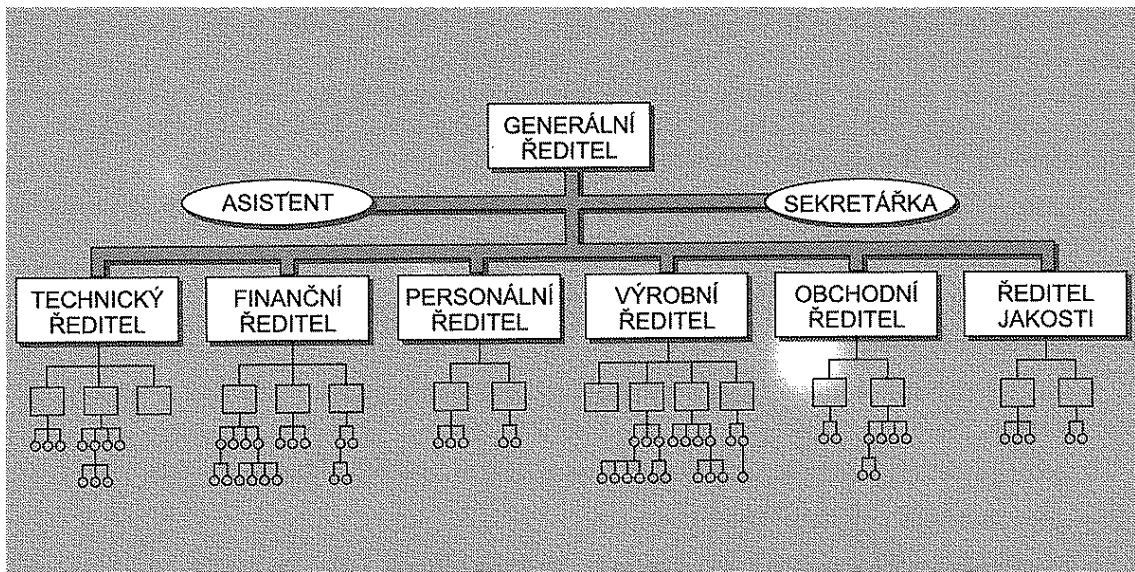 GENERÁLNÍ
ŘEDITEL
ASISTENT
SEKRETÁŘKA
TECHNICKÝ
ŘEDITEL
FINANČNÍ
ŘEDITEL
PERSONÁLNÍ
ŘEDITEL
VÝROBNÍ
ŘEDITEL
OBCHODNÍ
ŘEDITEL
ŘEDITEL
JAKOSTI